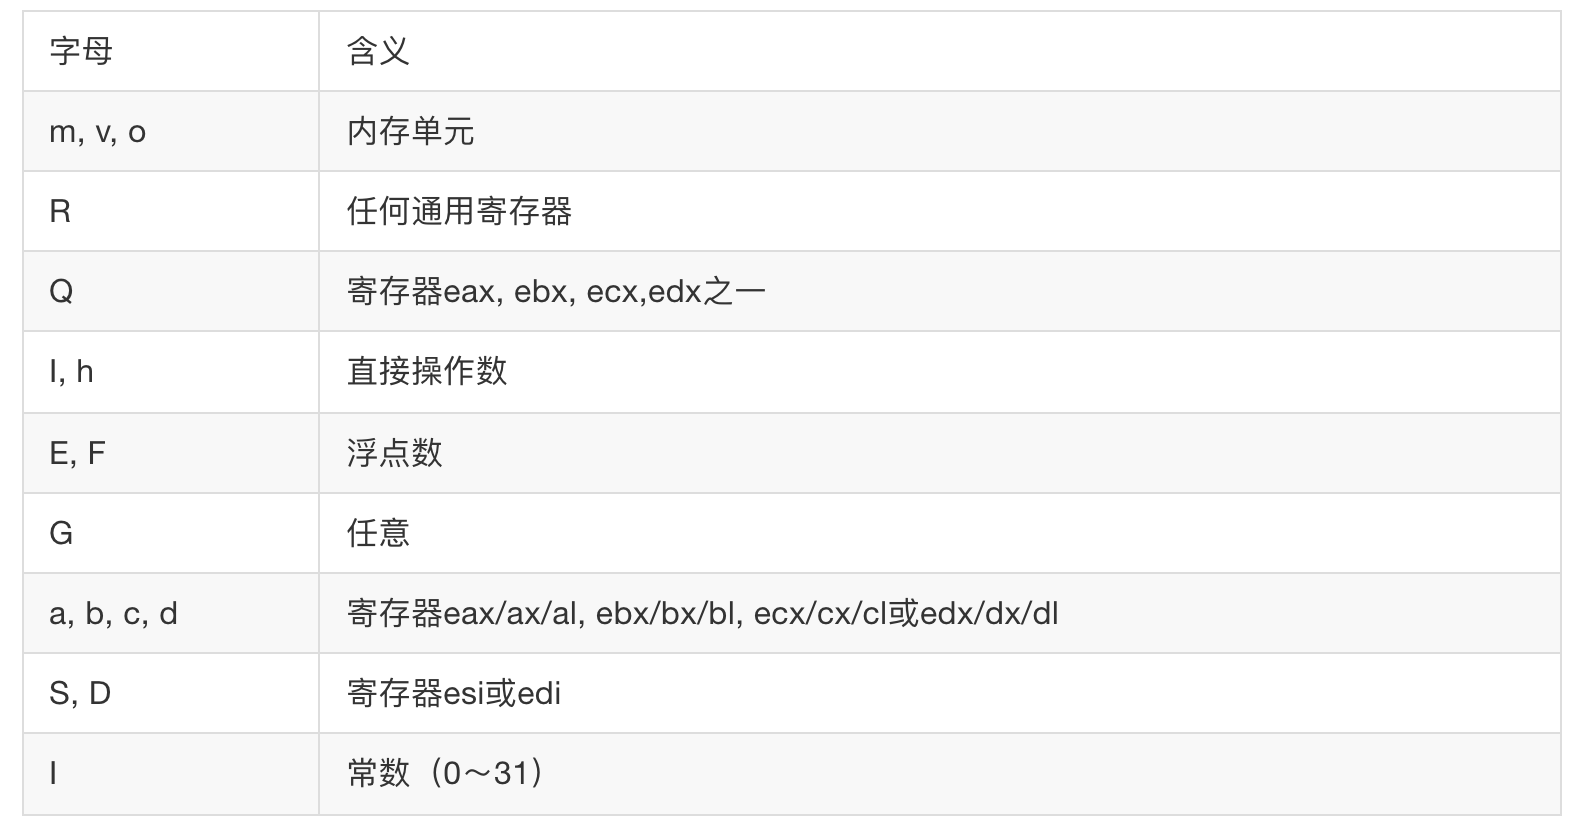 字母 含义
m, v, o 内存单元
R 任何通用寄存器
Q 寄存器eax, ebx, ecx,edx之一
I, h 直接操作数
E, F 浮点数
G 任意
a, b, c, d 寄存器eax/ax/al, ebx/bx/bl, ecx/cx/cl或edx/dx/dl
S, D 寄存器esi或edi
I 常数（0～31）